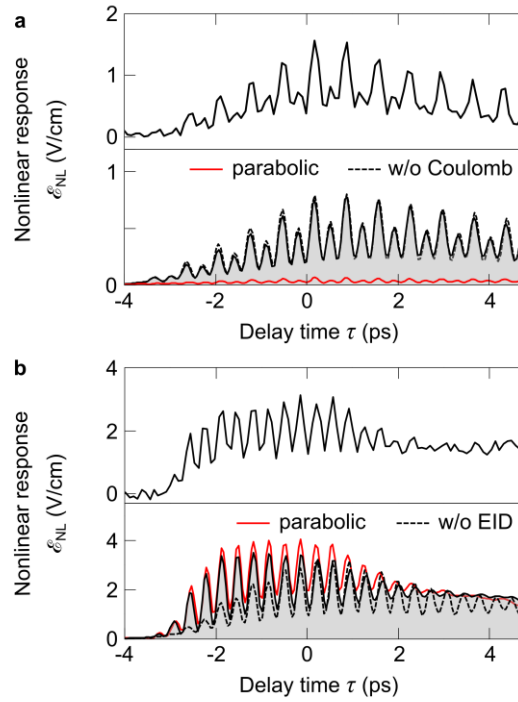 a
Nonlinear response
ℰNL (V/cm)
2
1
0
parabolic
w/o Coulomb
1
0
-4
-2
0
2
4
Delay time τ (ps)
b
Nonlinear response
ℰNL (V/cm)
4
2
0
parabolic
w/o EID
4
2
0
-4
-2
0
2
4
Delay time τ (ps)